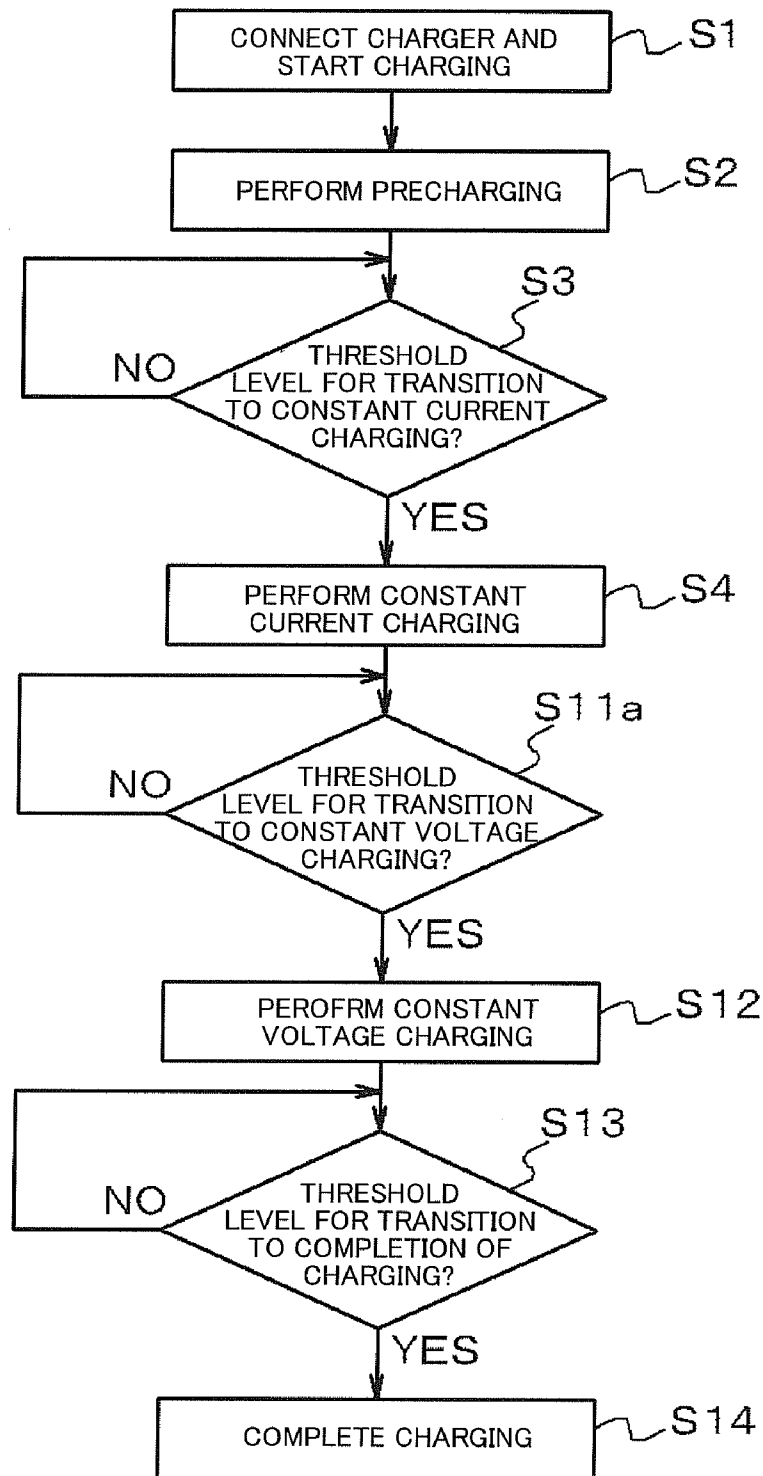 CONNECT CHARGER AND
START CHARGING
S1
PERFORM PRECHARGING
S2
S3
THRESHOLD
LEVEL FOR TRANSITION
TO CONSTANT CURRENT
CHARGING?
NO
YES
PERFORM CONSTANT
CURRENT CHARGING
S4
S11a
THRESHOLD
LEVEL FOR TRANSITION
TO CONSTANT VOLTAGE
CHARGING?
NO
YES
PEROFRM CONSTANT
VOLTAGE CHARGING
S12
S13
THRESHOLD
LEVEL FOR TRANSITION
TO COMPLETION OF
CHARGING?
NO
YES
COMPLETE CHARGING
S14